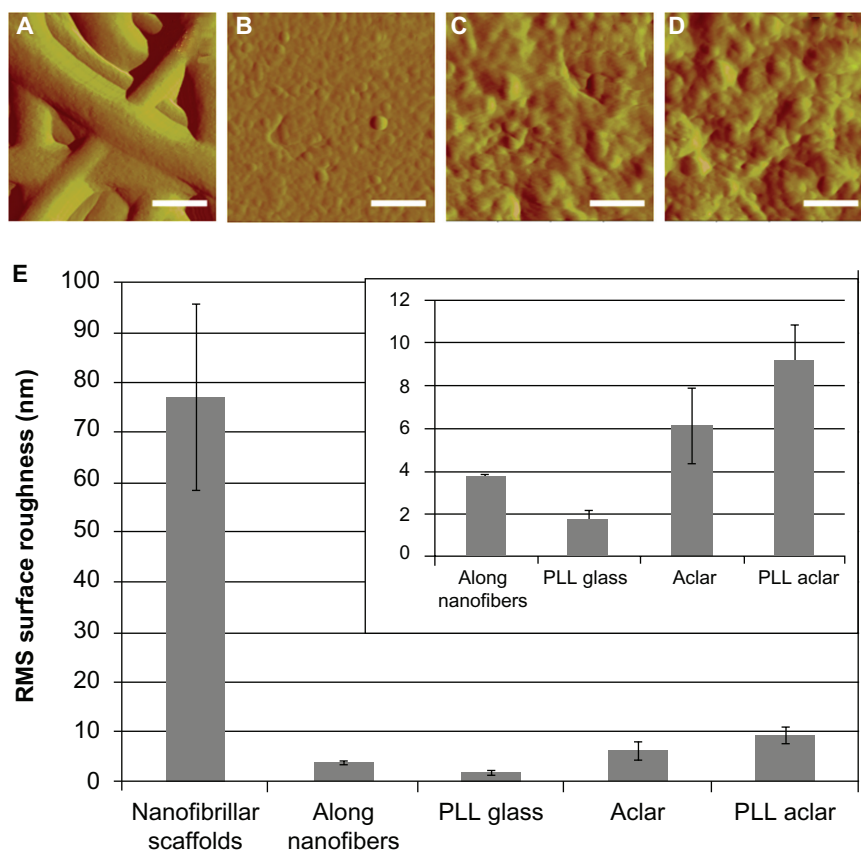 A
B
C
D
E
RMS surface roughness (nm)
100
90
80
70
60
50
40
30
20
10
0
12
10
8
6
4
2
0
Along nanofibers
PLL glass
Aclar
PLL aclar
Nanofibrillar scaffolds
Along nanofibers
PLL glass
Aclar
PLL aclar